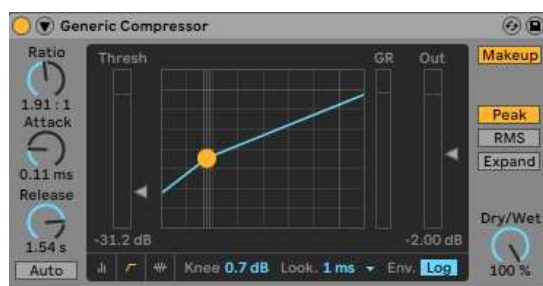 Generic Compressor
Ratio
1.91 : 1
Attack
0.11 ms
Release
1.54 s
Auto
Thresh
-31.2 dB
GR
Out
-2.00 dB
Knee 0.7 dB Look. 1 ms Env. Log
Makeup
Peak
RMS
Expand
Dry/Wet
100 %